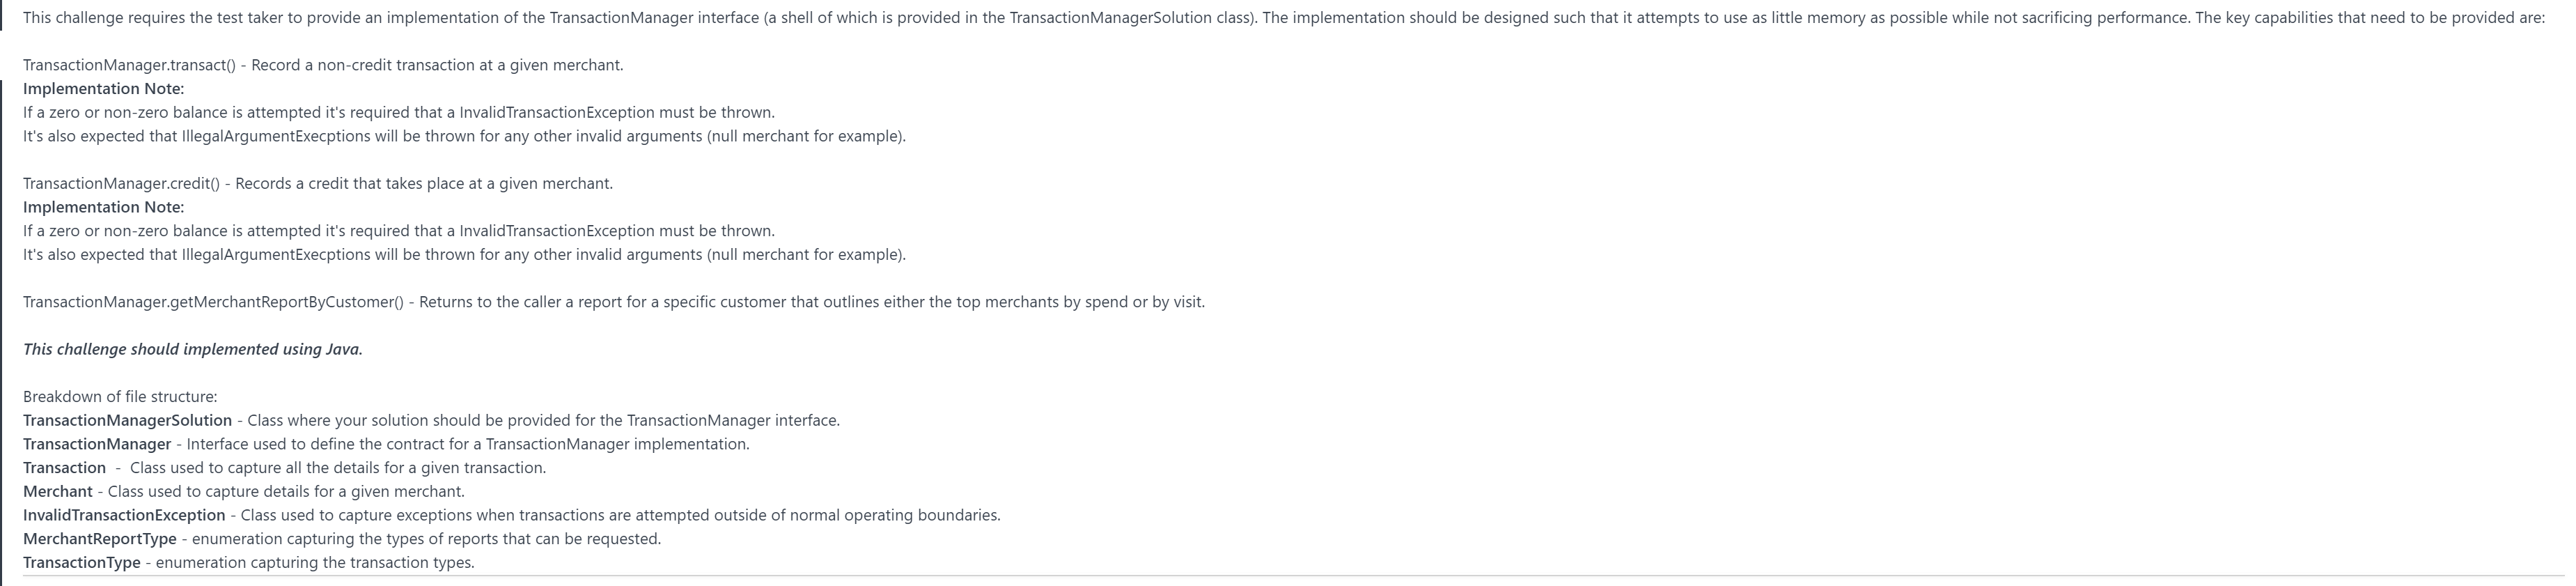 This challenge requires the test taker to provide an implementation of the TransactionManager interface (a shell of which is provided in the TransactionManagerSolution class). The implementation should be designed such that it attempts to use as little memory as possible while not sacrificing performance. The key capabilities that need to be provided are:
TransactionManager.transact() - Record a non-credit transaction at a given merchant.
Implementation Note:
If a zero or non-zero balance is attempted it's required that a InvalidTransactionException must be thrown.
It's also expected that IllegalArgumentExecptions will be thrown for any other invalid arguments (null merchant for example).
TransactionManager.credit() - Records a credit that takes place at a given merchant.
Implementation Note:
If a zero or non-zero balance is attempted it's required that a InvalidTransactionException must be thrown.
It's also expected that IllegalArgumentExecptions will be thrown for any other invalid arguments (null merchant for example).
TransactionManager.getMerchantReportByCustomer() - Returns to the caller a report for a specific customer that outlines either the top merchants by spend or by visit.
This challenge should implemented using Java.
Breakdown of file structure:
TransactionManagerSolution - Class where your solution should be provided for the TransactionManager interface.
TransactionManager - Interface used to define the contract for a TransactionManager implementation.
Transaction  -  Class used to capture all the details for a given transaction.
Merchant - Class used to capture details for a given merchant.
InvalidTransactionException - Class used to capture exceptions when transactions are attempted outside of normal operating boundaries.
MerchantReportType - enumeration capturing the types of reports that can be requested.
TransactionType - enumeration capturing the transaction types.